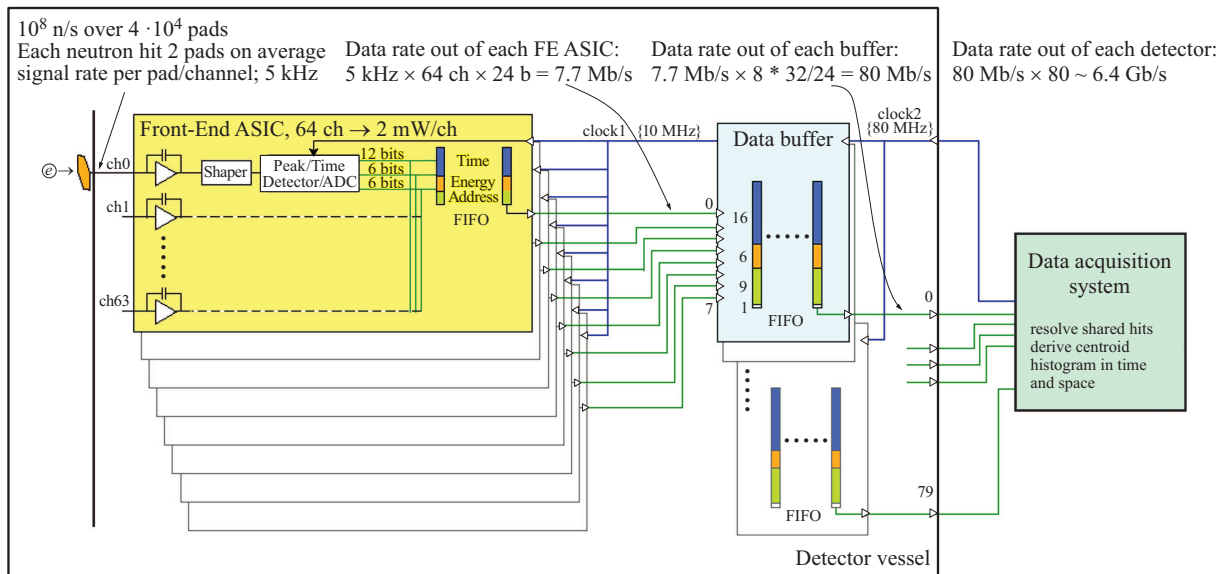 10⁸ n/s over 4 ·10⁴ pads
Each neutron hit 2 pads on average
signal rate per pad/channel; 5 kHz
Data rate out of each FE ASIC:
5 kHz × 64 ch × 24 b = 7.7 Mb/s
Data rate out of each buffer:
7.7 Mb/s × 8 * 32/24 = 80 Mb/s
Data rate out of each detector:
80 Mb/s × 80 ~ 6.4 Gb/s
Front-End ASIC, 64 ch → 2 mW/ch
clock1 {10 MHz}
clock2
{80 MHz}
e
ch0
Shaper
Peak/Time
Detector/ADC
12 bits
6 bits
6 bits
Time
Energy
Address
FIFO
ch1
ch63
Data buffer
0
7
16
6
9
1
FIFO
FIFO
0
79
Data acquisition
system
resolve shared hits
derive centroid
histogram in time
and space
Detector vessel